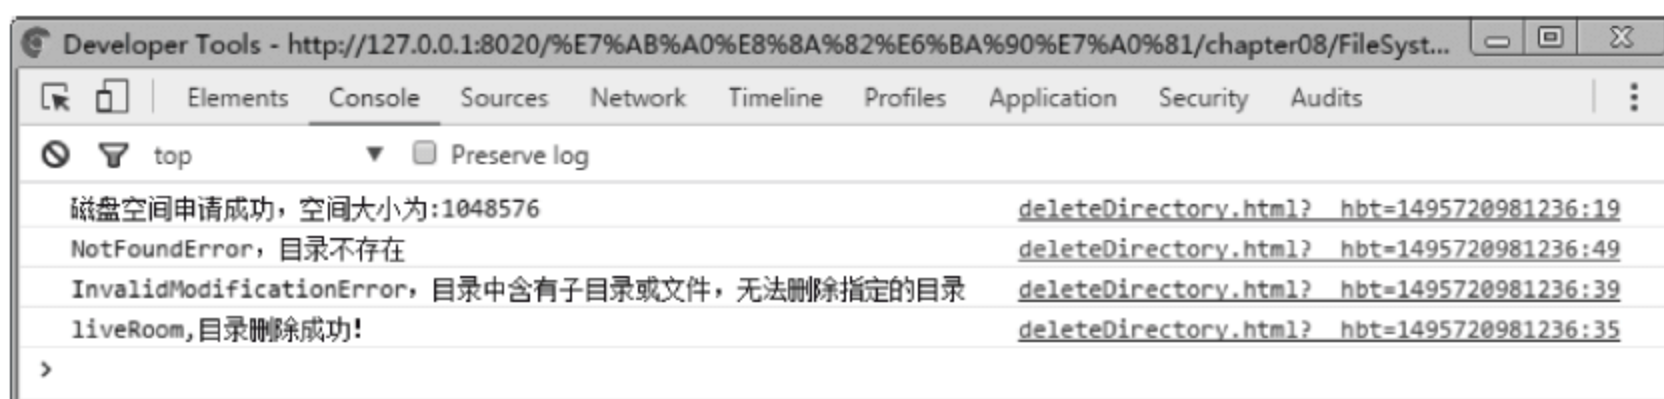 Developer Tools - http://127.0.0.1:8020/%E7%AB%A0%E8%8A%82%E6%BA%90%E7%A0%81/chapter08/FileSyst...
Elements Console Sources Network Timeline Profiles Application Security Audits
top Preserve log
磁盘空间申请成功，空间大小为:1048576 deleteDirectory.html?__hbt=1495720981236:19
NotFoundError，目录不存在 deleteDirectory.html?__hbt=1495720981236:49
InvalidModificationError，目录中含有子目录或文件，无法删除指定的目录 deleteDirectory.html?__hbt=1495720981236:39
liveRoom,目录删除成功! deleteDirectory.html?__hbt=1495720981236:35